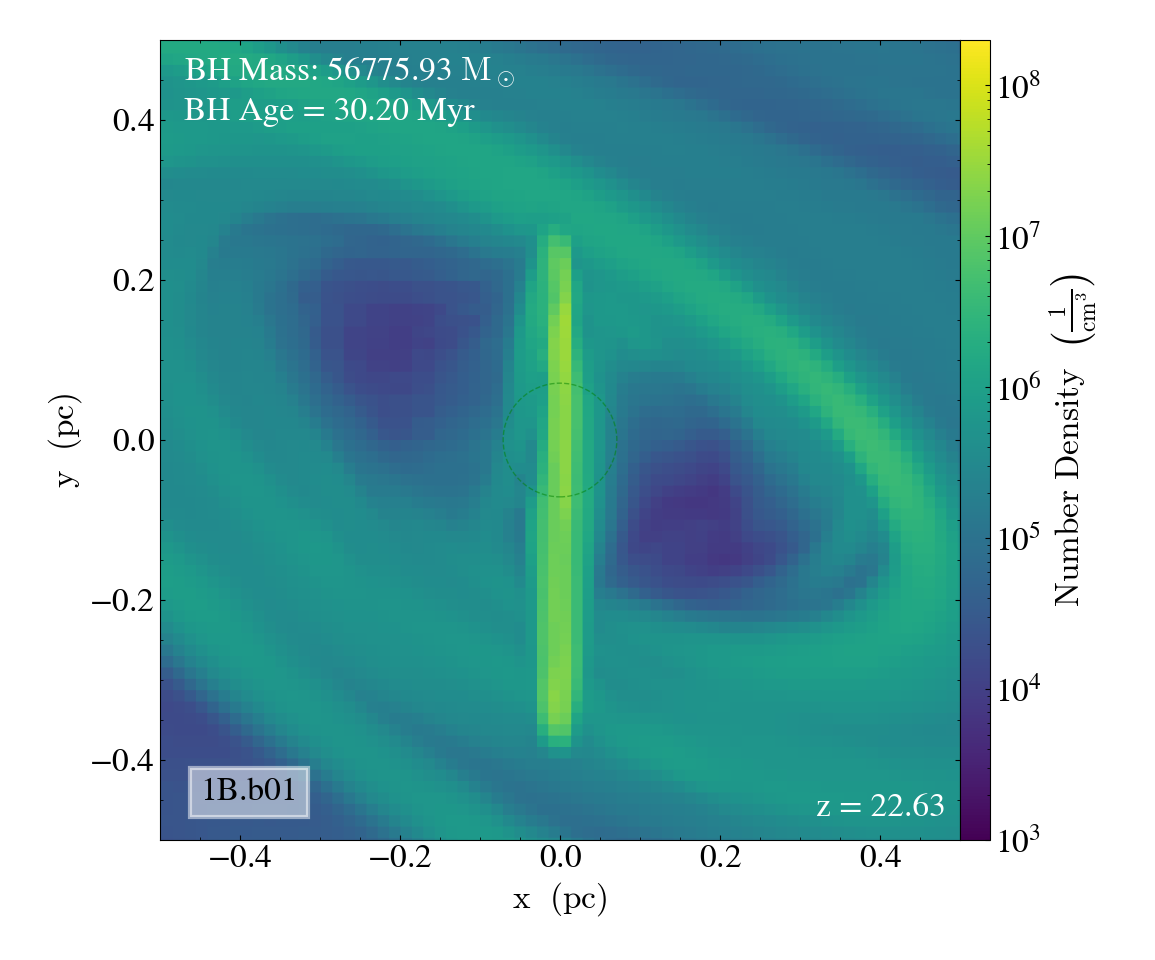 BH Mass: 56775.93 M⊙
BH Age = 30.20 Myr
0.4
0.2
0.0
−0.2
−0.4
y (pc)
1B.b01
z = 22.63
−0.4 −0.2 0.0 0.2 0.4
x (pc)
10^8
10^7
10^6
10^5
10^4
10^3
Number Density (1/cm^3)